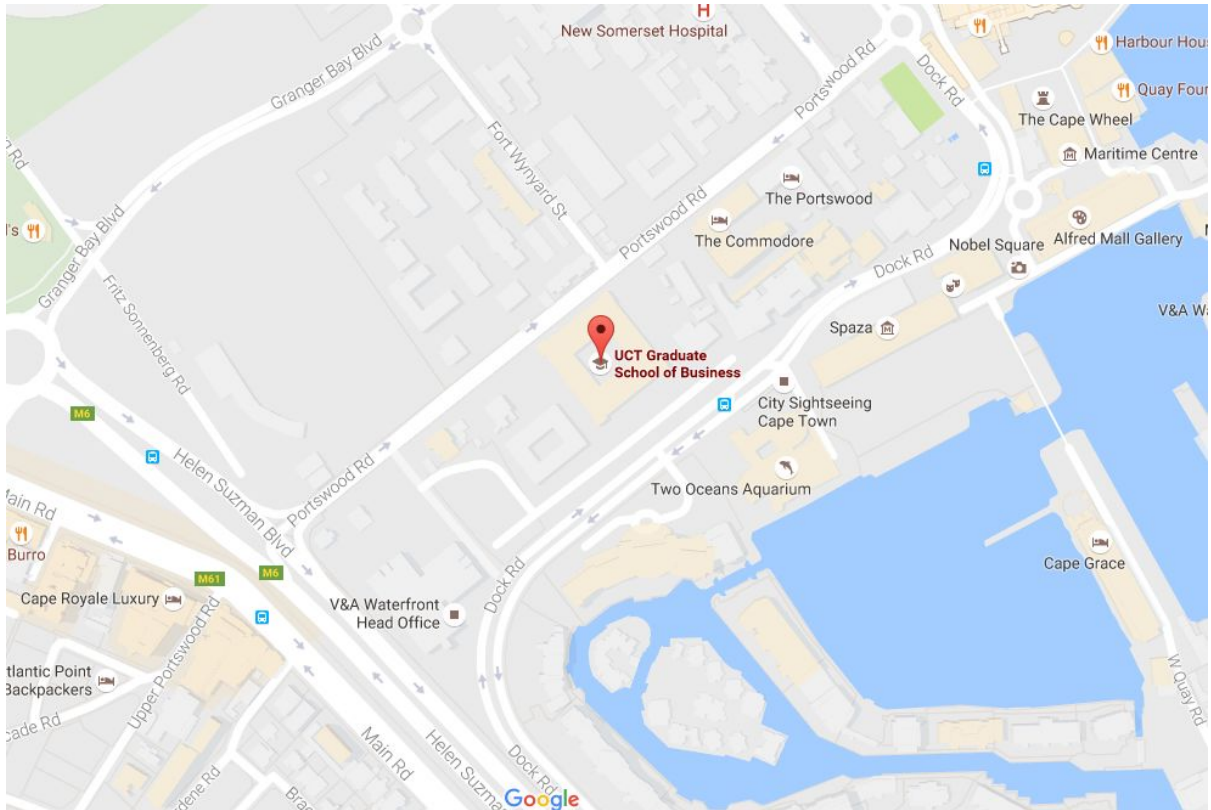 New Somerset Hospital
H
Harbour Hous
Quay Four
The Cape Wheel
Maritime Centre
Granger Bay Blvd
Portswood Rd
Dock Rd
Fort Wynyard St
The Portswood
The Commodore
Portswood Rd
Dock Rd
Nobel Square
Alfred Mall Gallery
V&A Wa
Spaza
Granger Bay Blvd
Fritz Sonnenberg Rd
UCT Graduate
School of Business
City Sightseeing
Cape Town
M6
Two Oceans Aquarium
Helen Suzman Blvd
Portswood Rd
Main Rd
Burro
Cape Grace
M61
M6
Cape Royale Luxury
V&A Waterfront
Head Office
Dock Rd
Upper Portswood Rd
tlantic Point
Backpackers
W Quay Rd
cade Rd
Main Rd
Helen Suzman
Dock Rd
dene Rd
Brae
Google